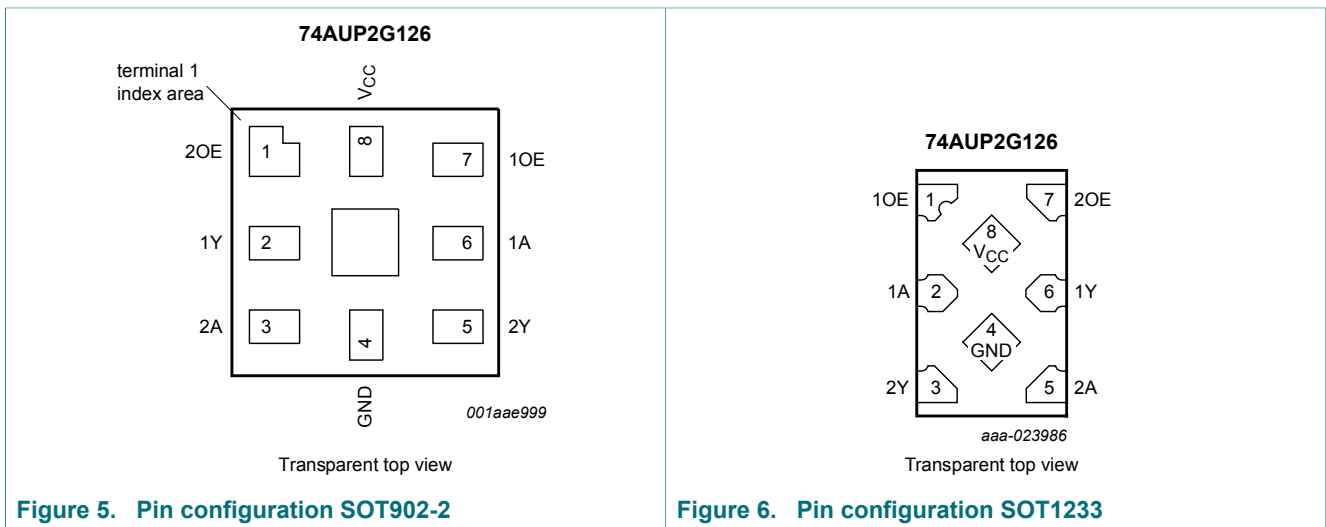 74AUP2G126
terminal 1
index area
VCC
2OE 1 8 7 1OE
1Y 2 6 1A
2A 3 4 5 2Y
GND
001aae999
Transparent top view
Figure 5. Pin configuration SOT902-2
74AUP2G126
1OE 1 7 2OE
8
VCC
1A 2 6 1Y
4
GND
2Y 3 5 2A
aaa-023986
Transparent top view
Figure 6. Pin configuration SOT1233